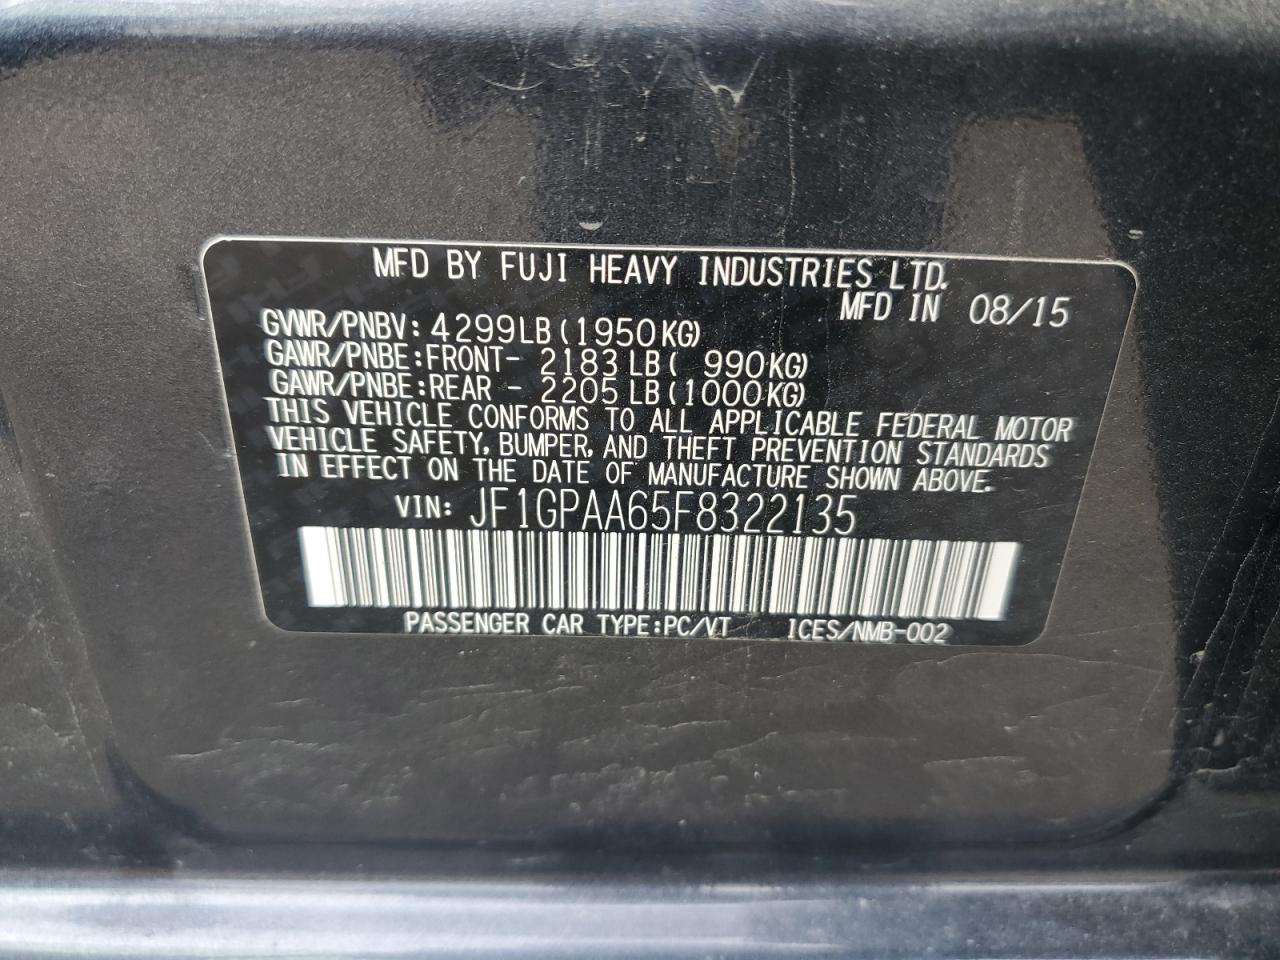 MFD BY FUJI HEAVY INDUSTRIES LTD.
MFD IN 08/15
GVWR/PNBV: 4299LB (1950KG)
GAWR/PNBE: FRONT- 2183 LB ( 990KG)
GAWR/PNBE: REAR - 2205 LB (1000KG)
THIS VEHICLE CONFORMS TO ALL APPLICABLE FEDERAL MOTOR
VEHICLE SAFETY, BUMPER, AND THEFT PREVENTION STANDARDS
IN EFFECT ON THE DATE OF MANUFACTURE SHOWN ABOVE.
VIN: JF1GPAA65F8322135
PASSENGER CAR TYPE: PC/VT ICES/NMB-002